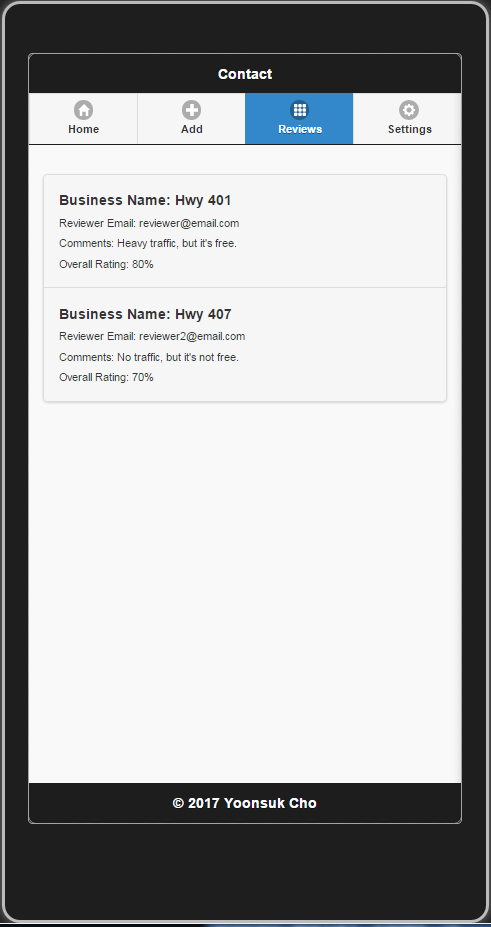 Contact
Home
Add
Reviews
Settings
Business Name: Hwy 401
Reviewer Email: reviewer@email.com
Comments: Heavy traffic, but it's free.
Overall Rating: 80%
Business Name: Hwy 407
Reviewer Email: reviewer2@email.com
Comments: No traffic, but it's not free.
Overall Rating: 70%
© 2017 Yoonsuk Cho